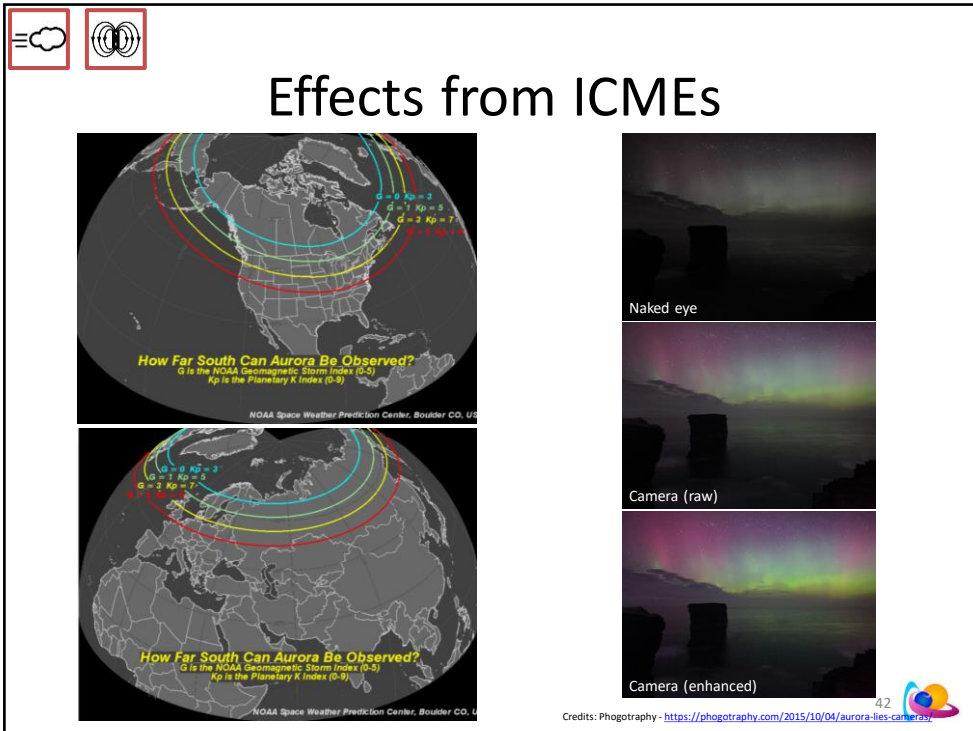 Effects from ICMEs
G = 0 Kp = 3
G = 1 Kp = 5
G = 3 Kp = 7
How Far South Can Aurora Be Observed?
G is the NOAA Geomagnetic Storm Index (0-5)
Kp is the Planetary K Index (0-9)
NOAA Space Weather Prediction Center, Boulder CO, US
G = 0 Kp = 3
G = 1 Kp = 5
G = 3 Kp = 7
How Far South Can Aurora Be Observed?
G is the NOAA Geomagnetic Storm Index (0-5)
Kp is the Planetary K Index (0-9)
NOAA Space Weather Prediction Center, Boulder CO, U
Naked eye
Camera (raw)
Camera (enhanced)
42
Credits: Phogotraphy - https://phogotraphy.com/2015/10/04/aurora-lies-cameras/